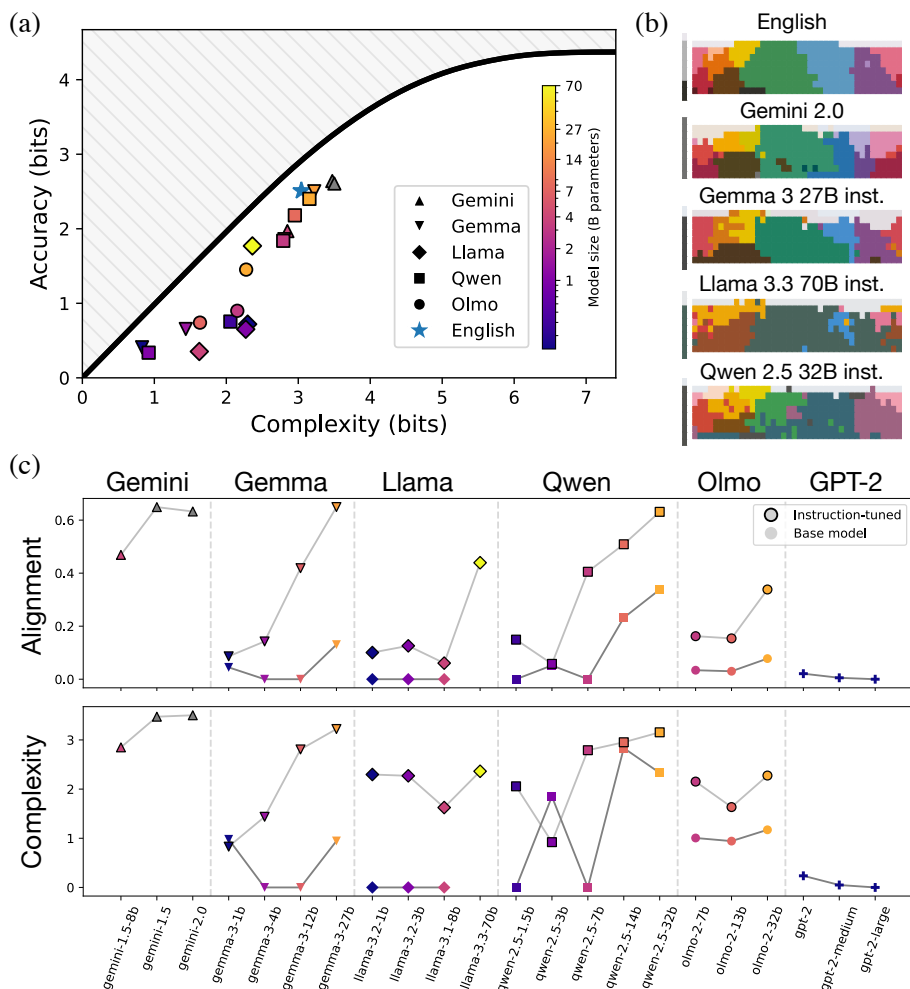 (a)
Accuracy (bits)
4
3
2
1
0
0 1 2 3 4 5 6 7
Complexity (bits)
Gemini
Gemma
Llama
Qwen
Olmo
English
70
27
14
7
4
2
1
Model size (B parameters)
(b)
English
Gemini 2.0
Gemma 3 27B inst.
Llama 3.3 70B inst.
Qwen 2.5 32B inst.
(c)
Gemini Gemma Llama Qwen Olmo GPT-2
Alignment
0.6
0.4
0.2
0.0
Instruction-tuned
Base model
Complexity
3
2
1
0
gemini-1.5-8b
gemini-1.5
gemini-2.0
gemma-3-1b
gemma-3-4b
gemma-3-12b
gemma-3-27b
llama-3.2-1b
llama-3.2-3b
llama-3.1-8b
llama-3.3-70b
qwen-2.5-1.5b
qwen-2.5-3b
qwen-2.5-7b
qwen-2.5-14b
qwen-2.5-32b
olmo-2-7b
olmo-2-13b
olmo-2-32b
gpt-2
gpt-2-medium
gpt-2-large